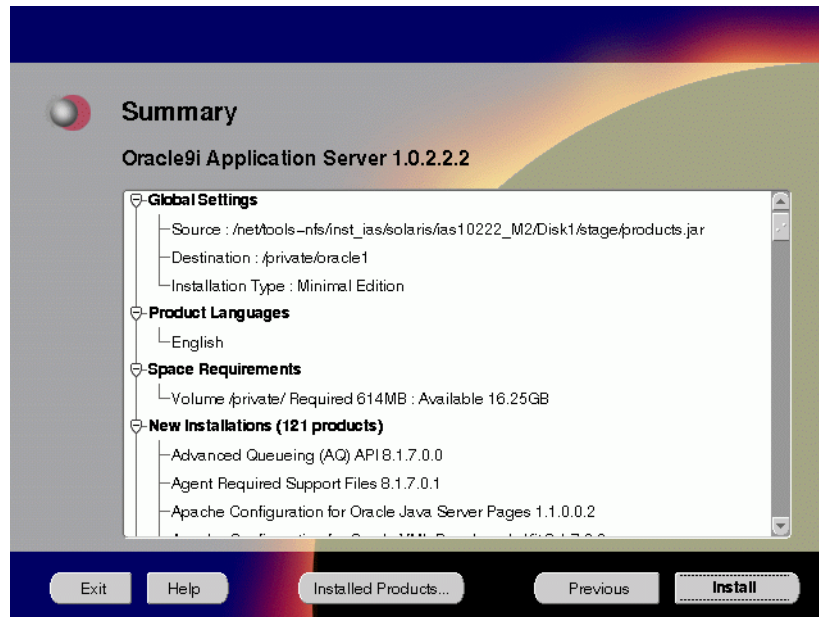 Summary
Oracle9i Application Server 1.0.2.2.2
Global Settings
Source : /net/tools-nfs/inst_ias/solaris/ias10222_M2/Disk1/stage/products.jar
Destination : /private/oracle1
Installation Type : Minimal Edition
Product Languages
English
Space Requirements
Volume /private/ Required 614MB : Available 16.25GB
New Installations (121 products)
Advanced Queueing (AQ) API 8.1.7.0.0
Agent Required Support Files 8.1.7.0.1
Apache Configuration for Oracle Java Server Pages 1.1.0.0.2
Exit
Help
Installed Products...
Previous
Install